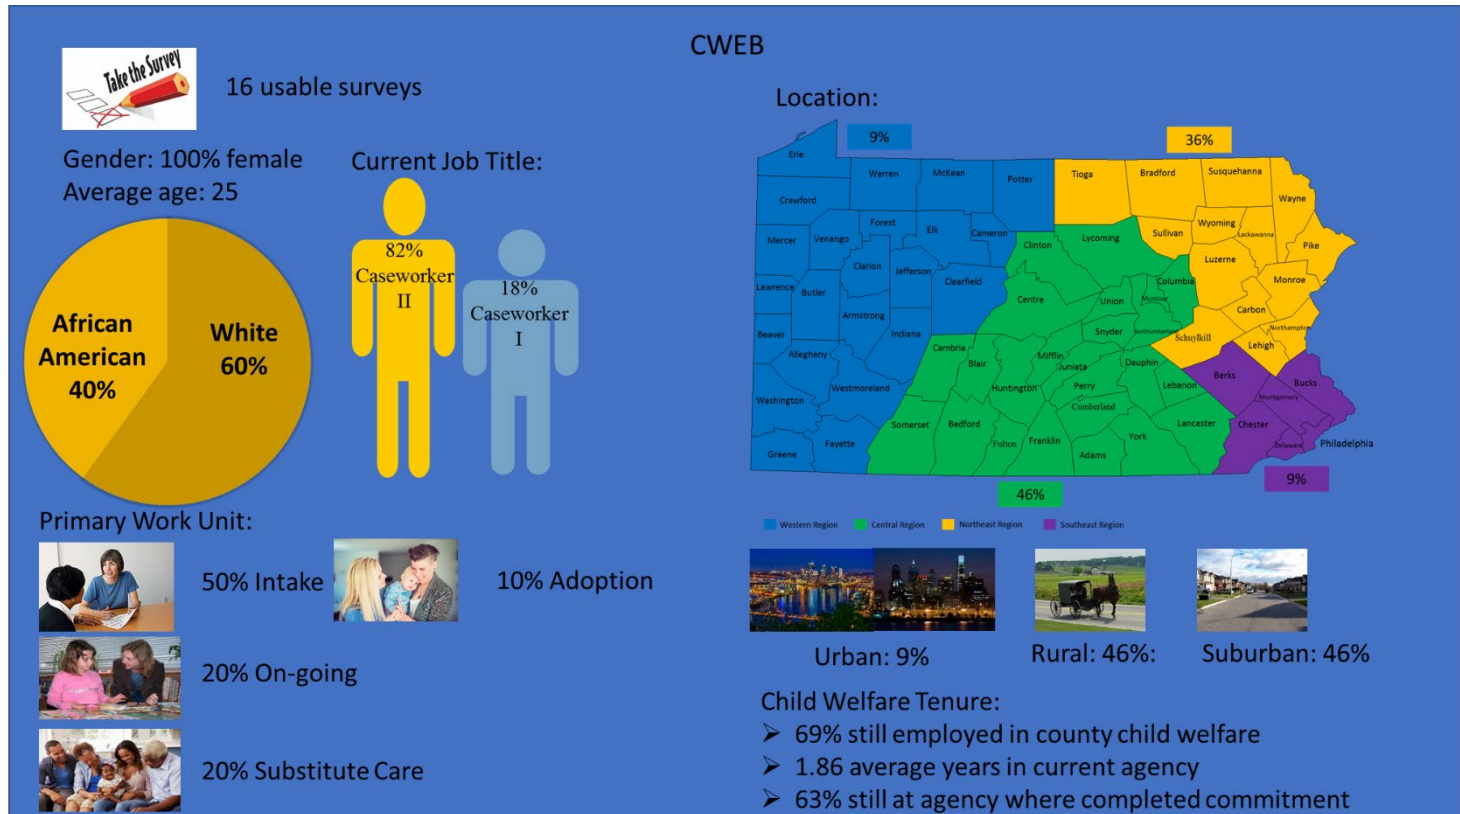 CWEB
Take the Survey
16 usable surveys
Gender: 100% female
Average age: 25
African
American
40%
White
60%
Current Job Title:
82%
Caseworker
II
18%
Caseworker
I
Primary Work Unit:
50% Intake
10% Adoption
20% On-going
20% Substitute Care
Location:
9%
36%
Erie
Warren
McKean
Potter
Tioga
Bradford
Susquehanna
Wayne
Crawford
Forest
Elk
Cameron
Mercer
Venango
Clarion
Jefferson
Clearfield
Clinton
Lycoming
Sullivan
Wyoming
Lackawanna
Pike
Luzerne
Monroe
Lawrence
Butler
Armstrong
Indiana
Centre
Union
Montour
Columbia
Carbon
Northampton
Beaver
Allegheny
Cambria
Blair
Snyder
Northumberland
Schuylkill
Lehigh
Mifflin
Juniata
Dauphin
Berks
Bucks
Westmoreland
Huntington
Perry
Lebanon
Montgomery
Washington
Cumberland
Somerset
Bedford
Fulton
Franklin
Adams
York
Lancaster
Chester
Delaware
Philadelphia
Greene
Fayette
46%
9%
Western Region
Central Region
Northeast Region
Southeast Region
Urban: 9%
Rural: 46%:
Suburban: 46%
Child Welfare Tenure:
➢ 69% still employed in county child welfare
➢ 1.86 average years in current agency
➢ 63% still at agency where completed commitment